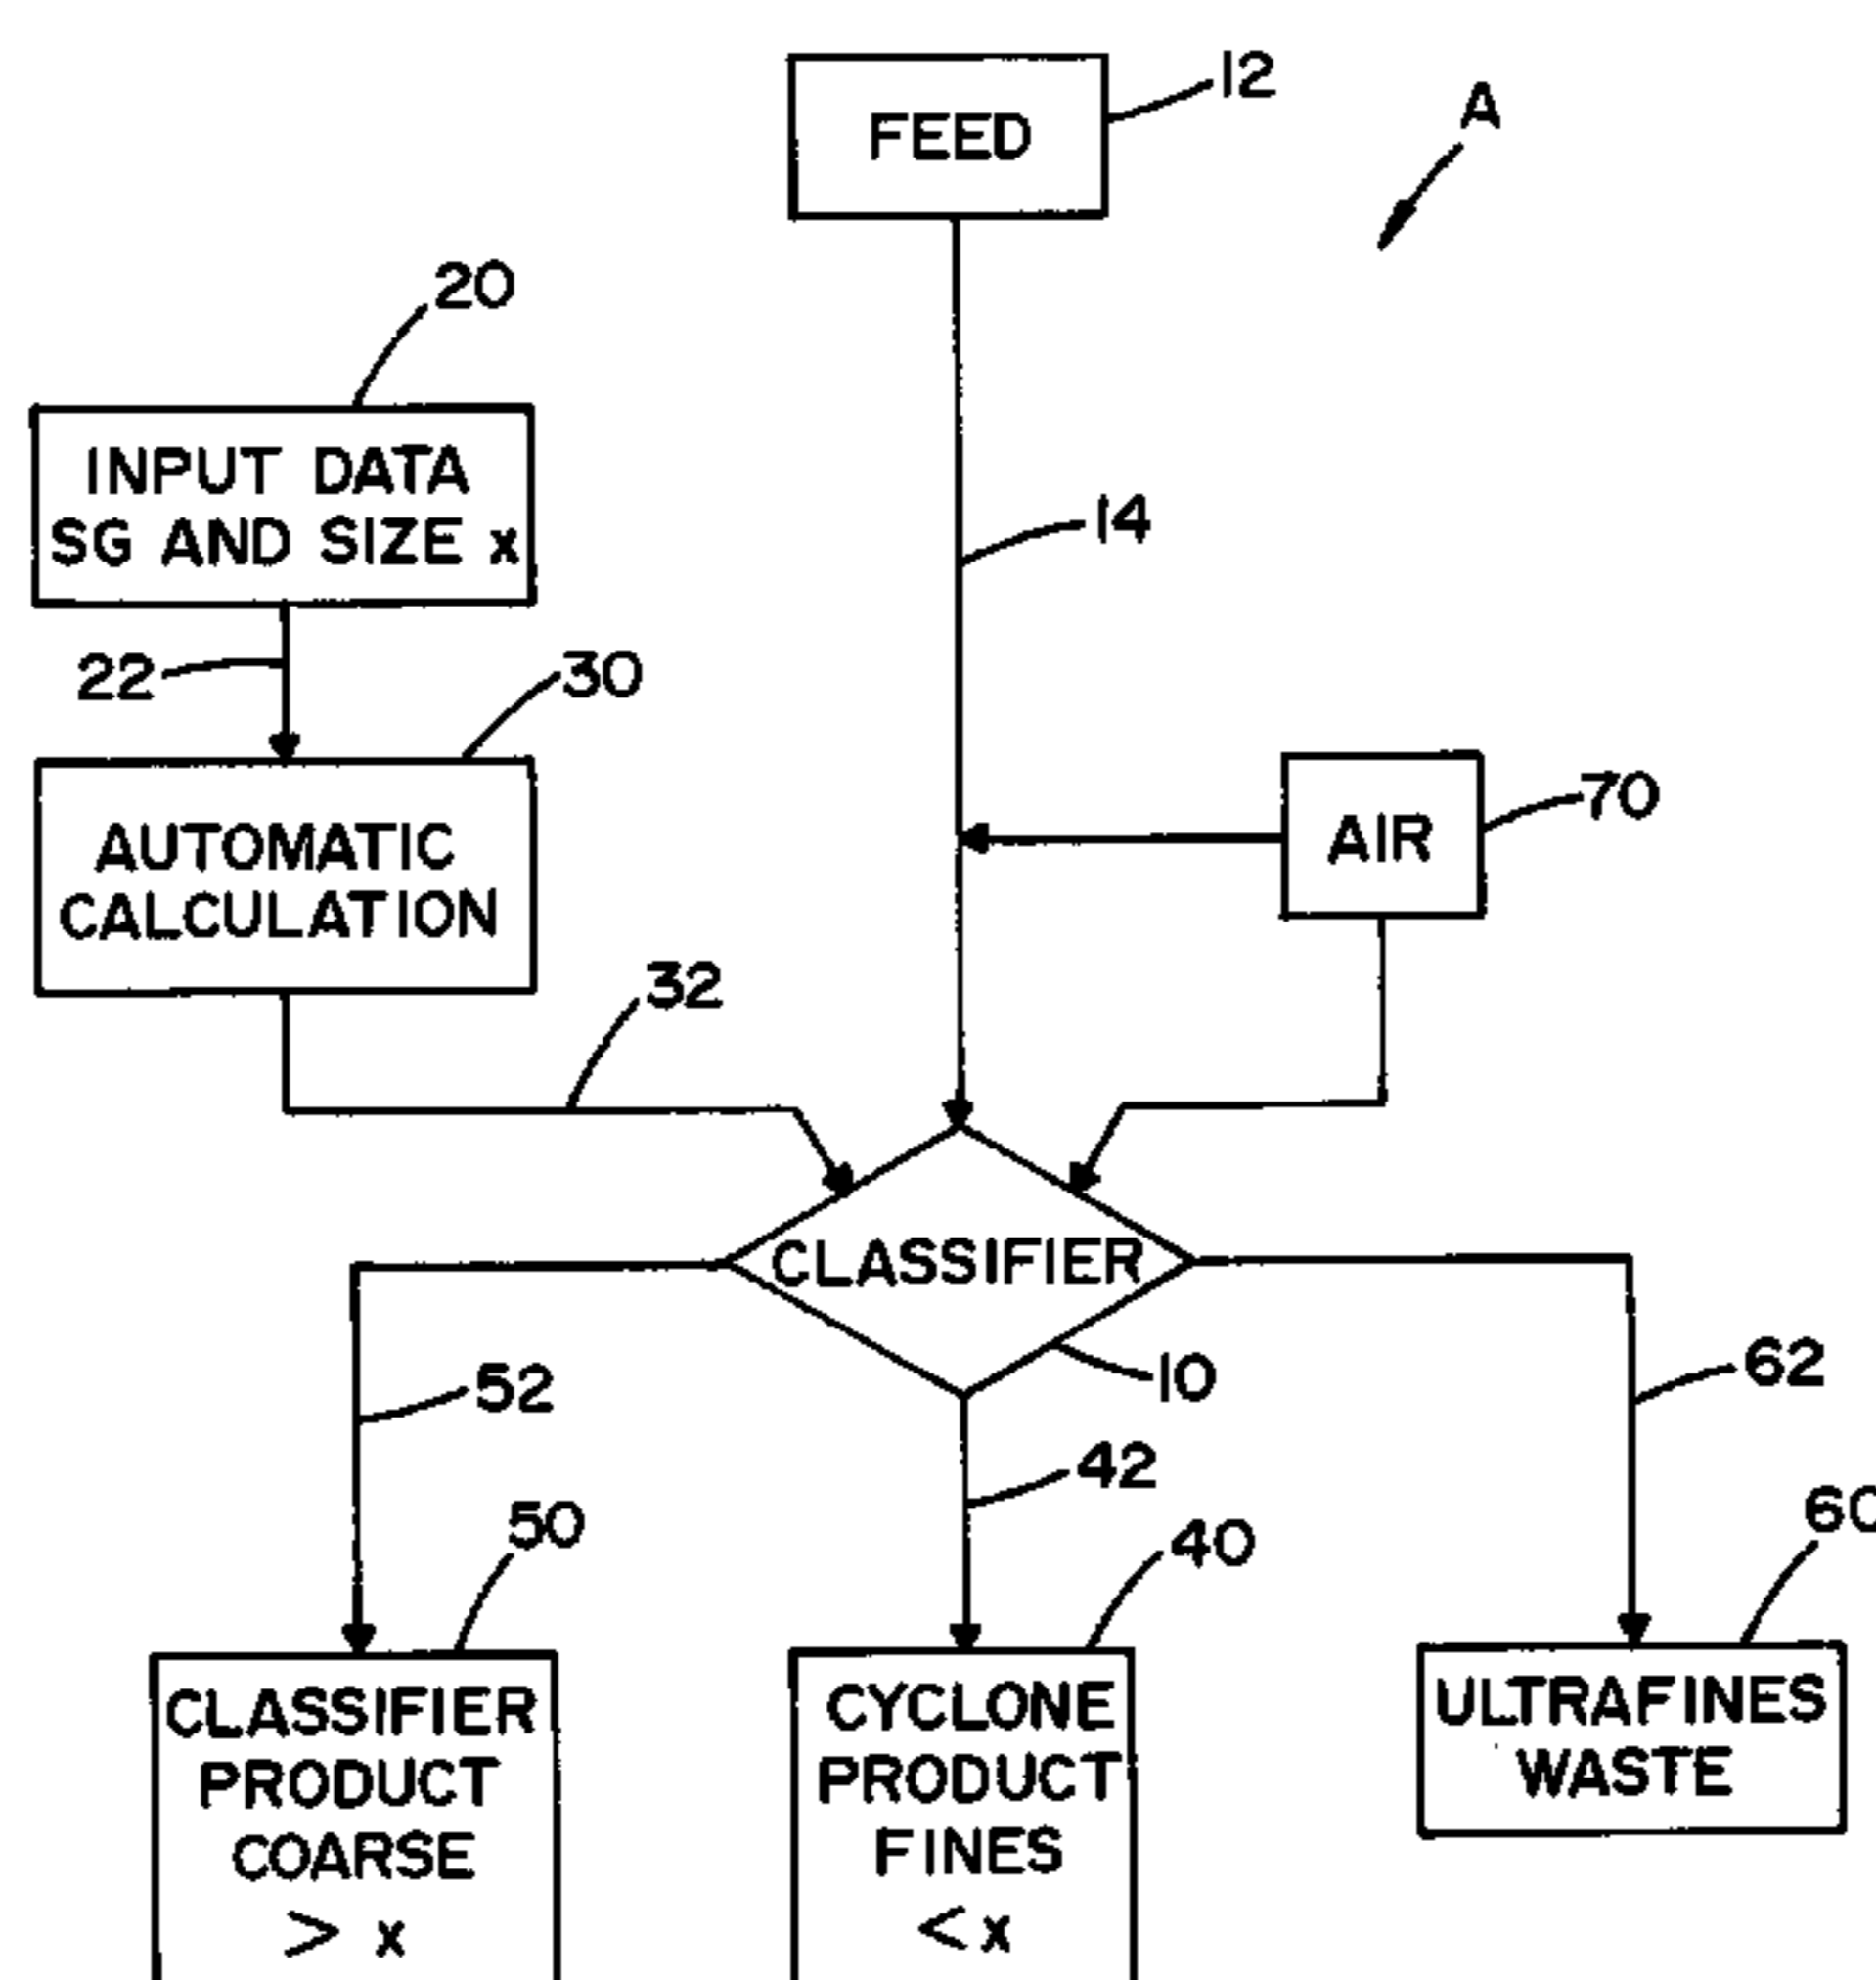 FEED
12
A
20
INPUT DATA
SG AND SIZE x
14
22
30
AUTOMATIC
CALCULATION
AIR
70
32
CLASSIFIER
10
52
62
42
50
40
60
CLASSIFIER
PRODUCT
COARSE
> x
CYCLONE
PRODUCT
FINES
< x
ULTRAFINES
WASTE